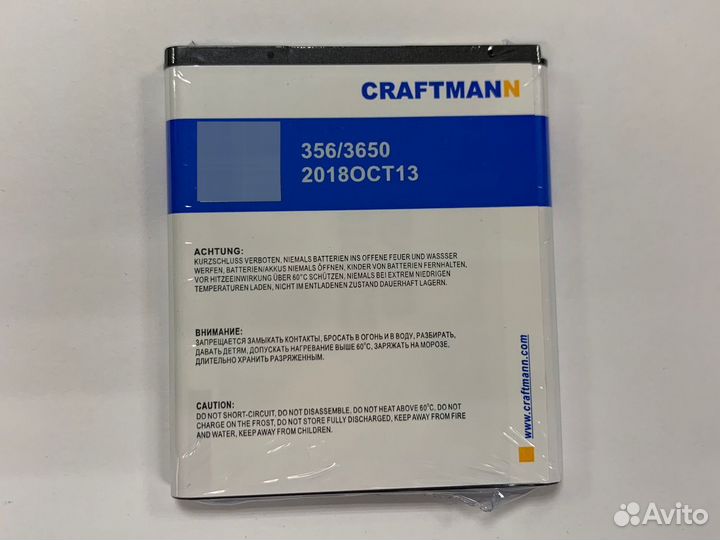 CRAFTMANN
356/3650
2018OCT13
ACHTUNG:
KURZSCHLUSS VERBOTEN, NIEMALS BATTERIEN INS OFFENE FEUER UND WASSSER
WERFEN, BATTERIEN/AKKUS NIEMALS ÖFFNEN, KINDER VON BATTERIEN FERNHALTEN,
VOR HITZEEINWIRKUNG ÜBER 60°C SCHÜTZEN, NIEMALS BEI EXTREM NIEDRIGEN
TEMPERATUREN LADEN, NICHT IM ENTLADENEN ZUSTAND DAUERHAFT LAGERN.
ВНИМАНИЕ:
ЗАПРЕЩАЕТСЯ ЗАМЫКАТЬ КОНТАКТЫ, БРОСАТЬ В ОГОНЬ И В ВОДУ, РАЗБИРАТЬ,
ДАВАТЬ ДЕТЯМ, ДОПУСКАТЬ НАГРЕВАНИЕ ВЫШЕ 60°C, ЗАРЯЖАТЬ НА МОРОЗЕ,
ДЛИТЕЛЬНО ХРАНИТЬ РАЗРЯЖЕННЫМ.
CAUTION:
DO NOT SHORT-CIRCUIT, DO NOT DISASSEMBLE, DO NOT HEAT ABOVE 60°C, DO NOT
CHARGE ON THE FROST, DO NOT STORE FULLY DISCHARGED, KEEP AWAY FROM FIRE
AND WATER, KEEP AWAY FROM CHILDREN.
www.craftmann.com
Avito